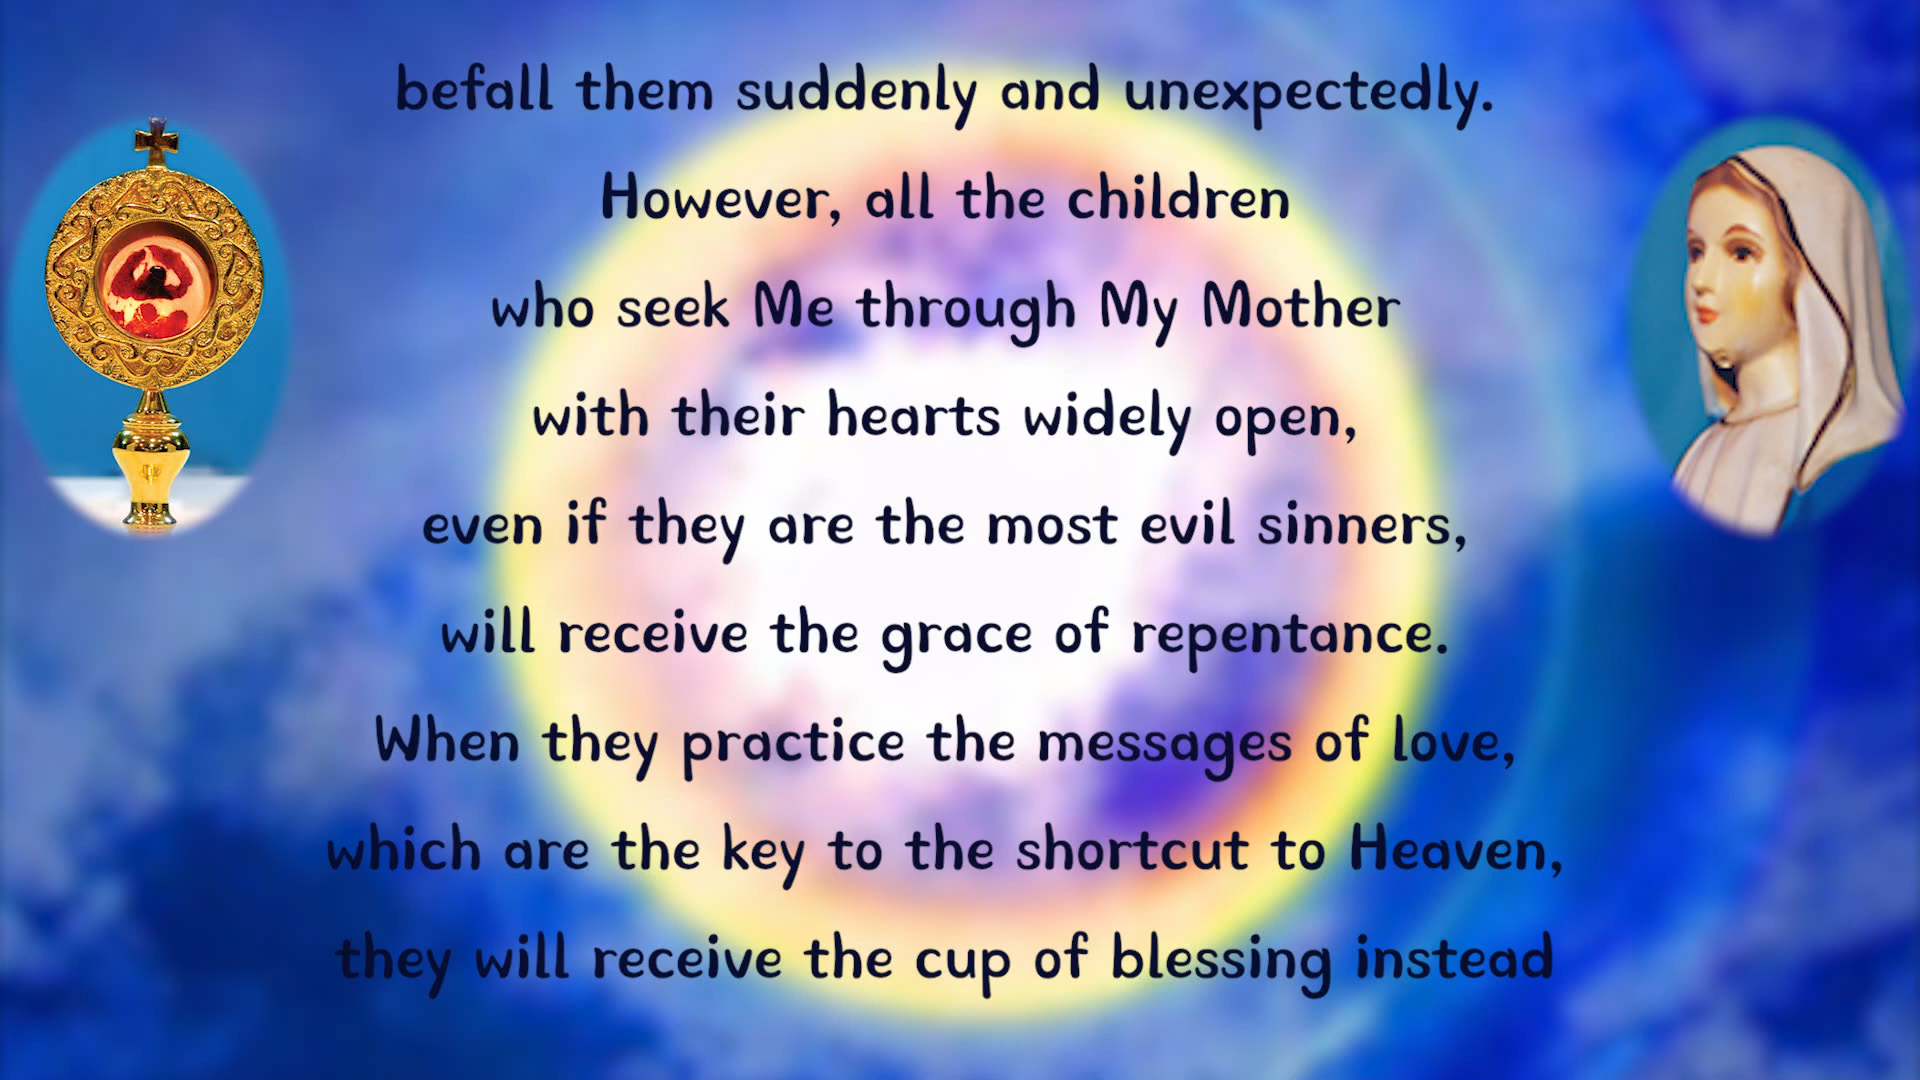 befall them suddenly and unexpectedly.
However, all the children
who seek Me through My Mother
with their hearts widely open,
even if they are the most evil sinners,
will receive the grace of repentance.
When they practice the messages of love,
which are the key to the shortcut to Heaven,
they will receive the cup of blessing instead